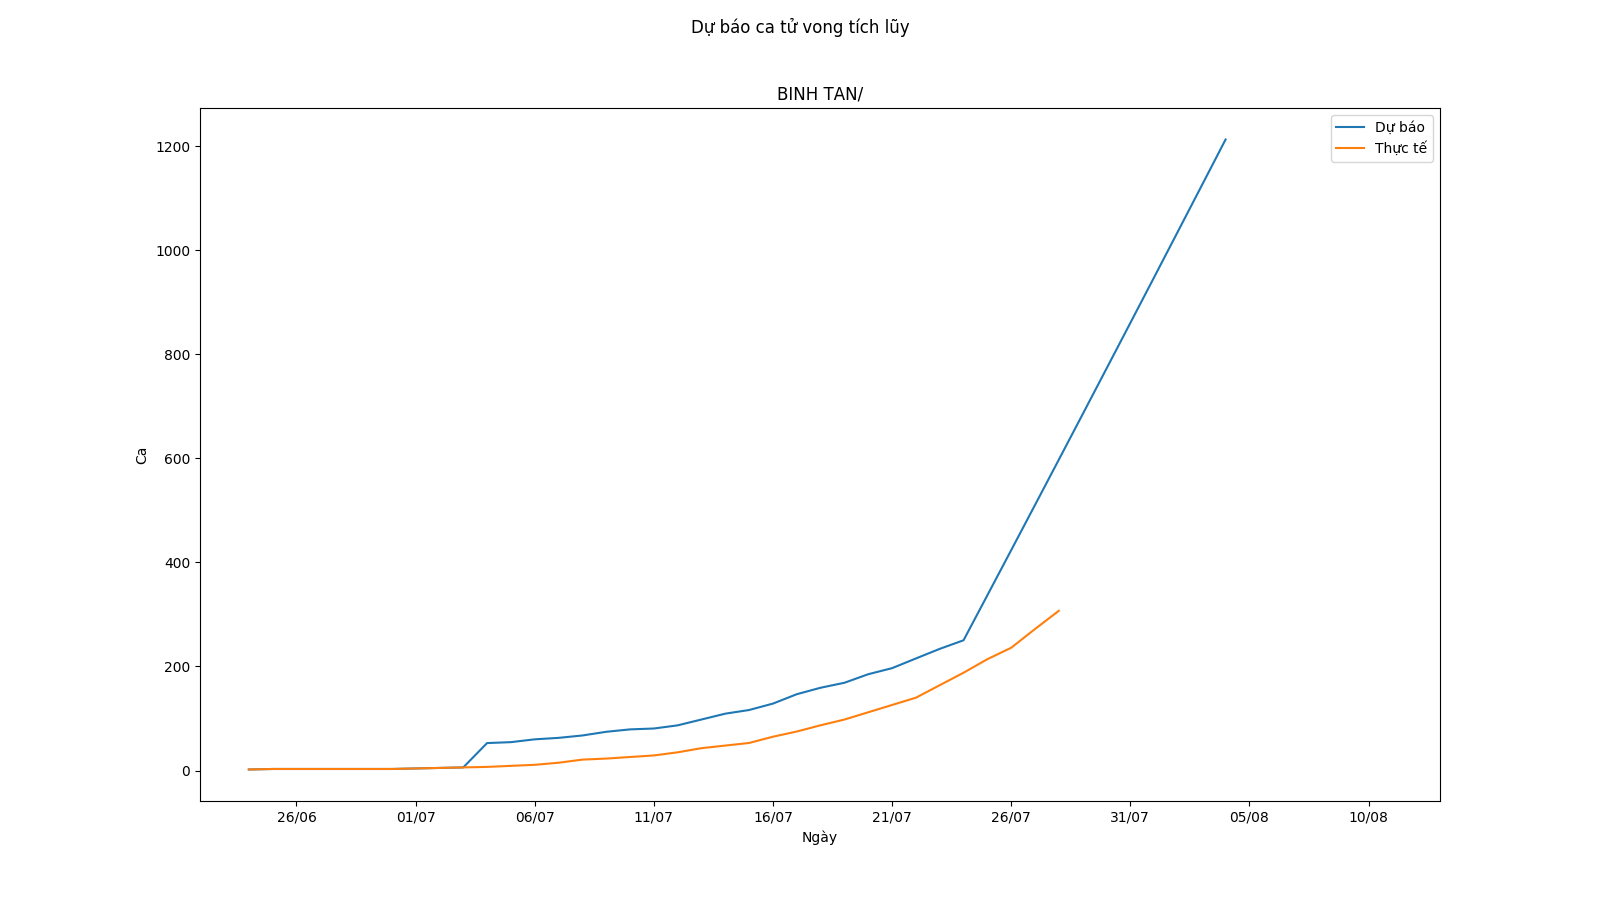 Dự báo ca tử vong tích lũy
BINH TAN/
Dự báo
Thực tế
1200
1000
800
600
400
200
0
Ca
26/06
01/07
06/07
11/07
16/07
21/07
26/07
31/07
05/08
10/08
Ngày